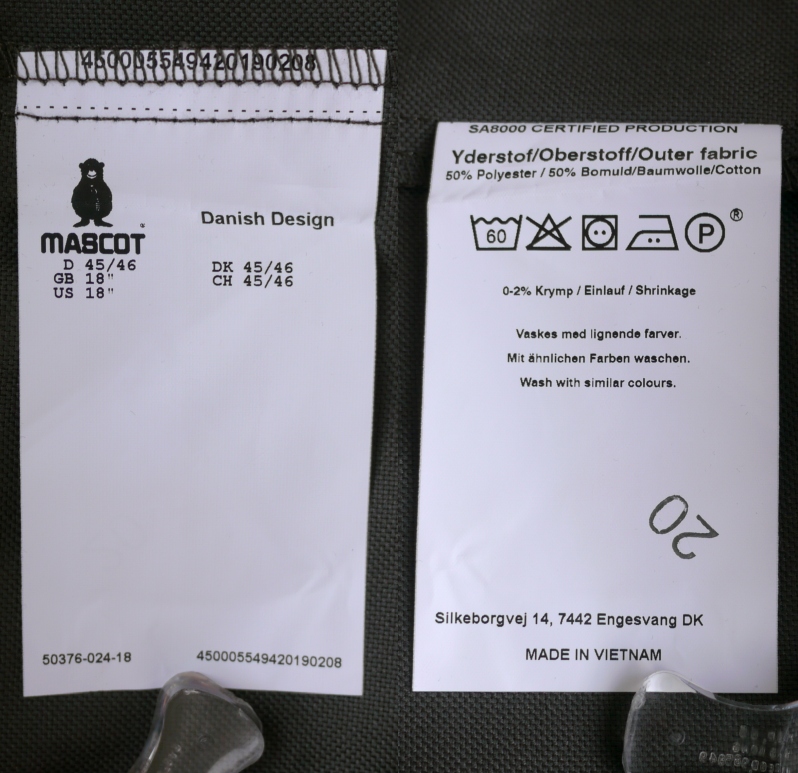 450005549420190208
MASCOT
Danish Design
D 45/46
GB 18"
US 18"
DK 45/46
CH 45/46
50376-024-18
450005549420190208
SA8000 CERTIFIED PRODUCTION
Yderstof/Oberstoff/Outer fabric
50% Polyester / 50% Bomuld/Baumwolle/Cotton
60 P ®
0-2% Krymp / Einlauf / Shrinkage
Vaskes med lignende farver.
Mit ähnlichen Farben waschen.
Wash with similar colours.
20
Silkeborgvej 14, 7442 Engesvang DK
MADE IN VIETNAM